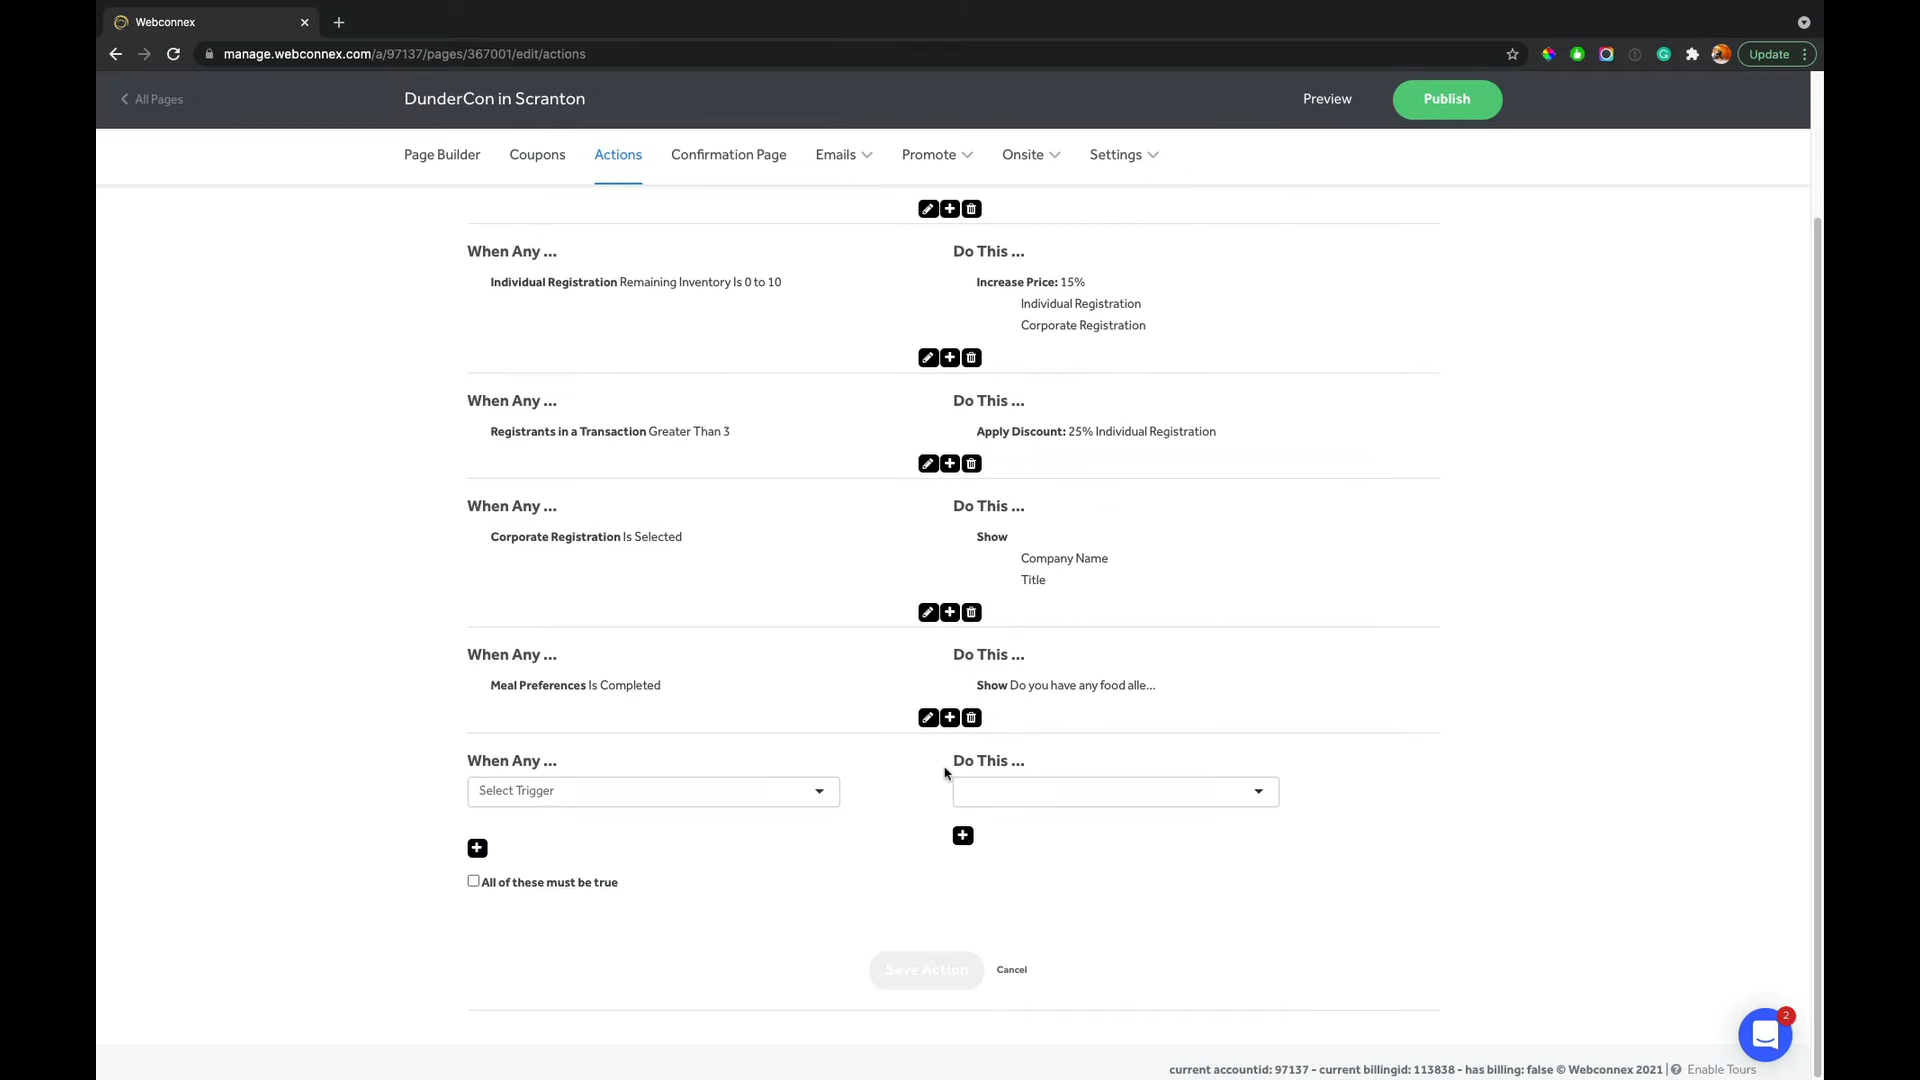 Webconnex
manage.webconnex.com/a/97137/pages/367001/edit/actions
Update
All Pages
DunderCon in Scranton
Preview
Publish
Page Builder
Coupons
Actions
Confirmation Page
Emails
Promote
Onsite
Settings
When Any ...
Do This ...
Individual Registration Remaining Inventory Is 0 to 10
Increase Price: 15%
Individual Registration
Corporate Registration
When Any ...
Do This ...
Registrants in a Transaction Greater Than 3
Apply Discount: 25% Individual Registration
When Any ...
Do This ...
Corporate Registration Is Selected
Show
Company Name
Title
When Any ...
Do This ...
Meal Preferences Is Completed
Show Do you have any food alle...
When Any ...
Do This ...
Select Trigger
All of these must be true
Save Action
Cancel
2
current accountid: 97137 - current billingid: 113838 - has billing: false © Webconnex 2021 | Enable Tours